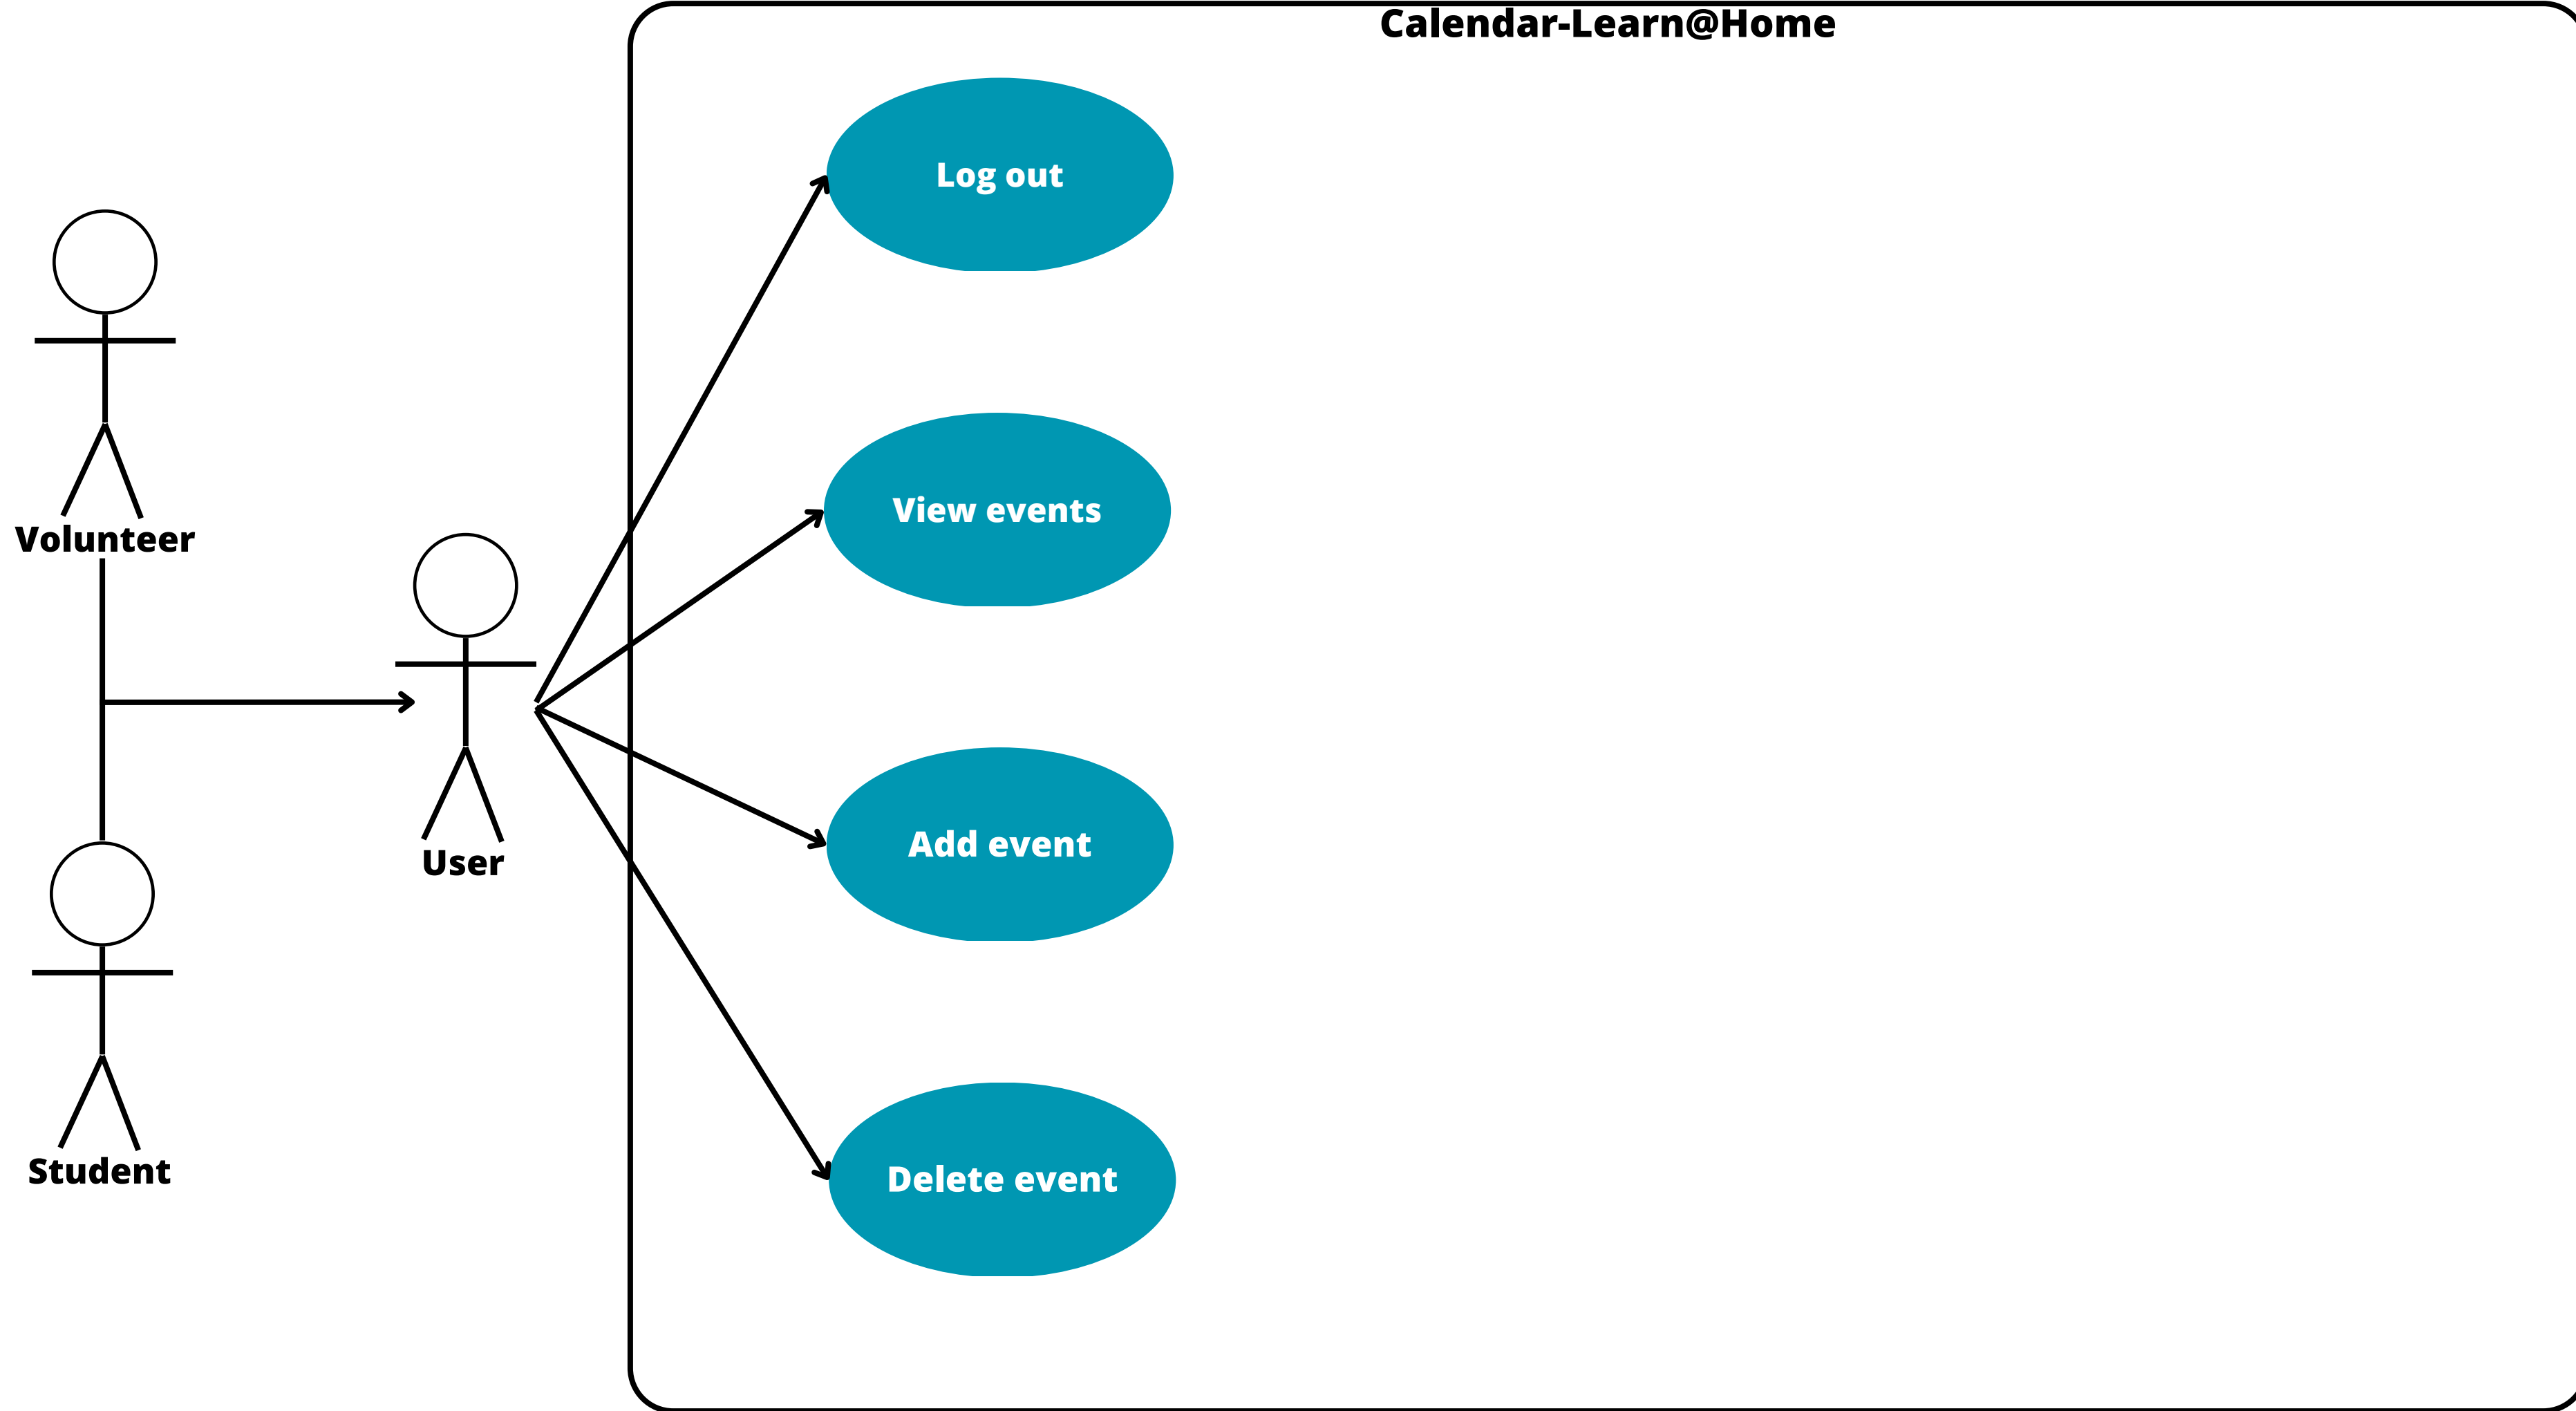 Calendar-Learn@Home
Log out
Volunteer
View events
User
Add event
Student
Delete event